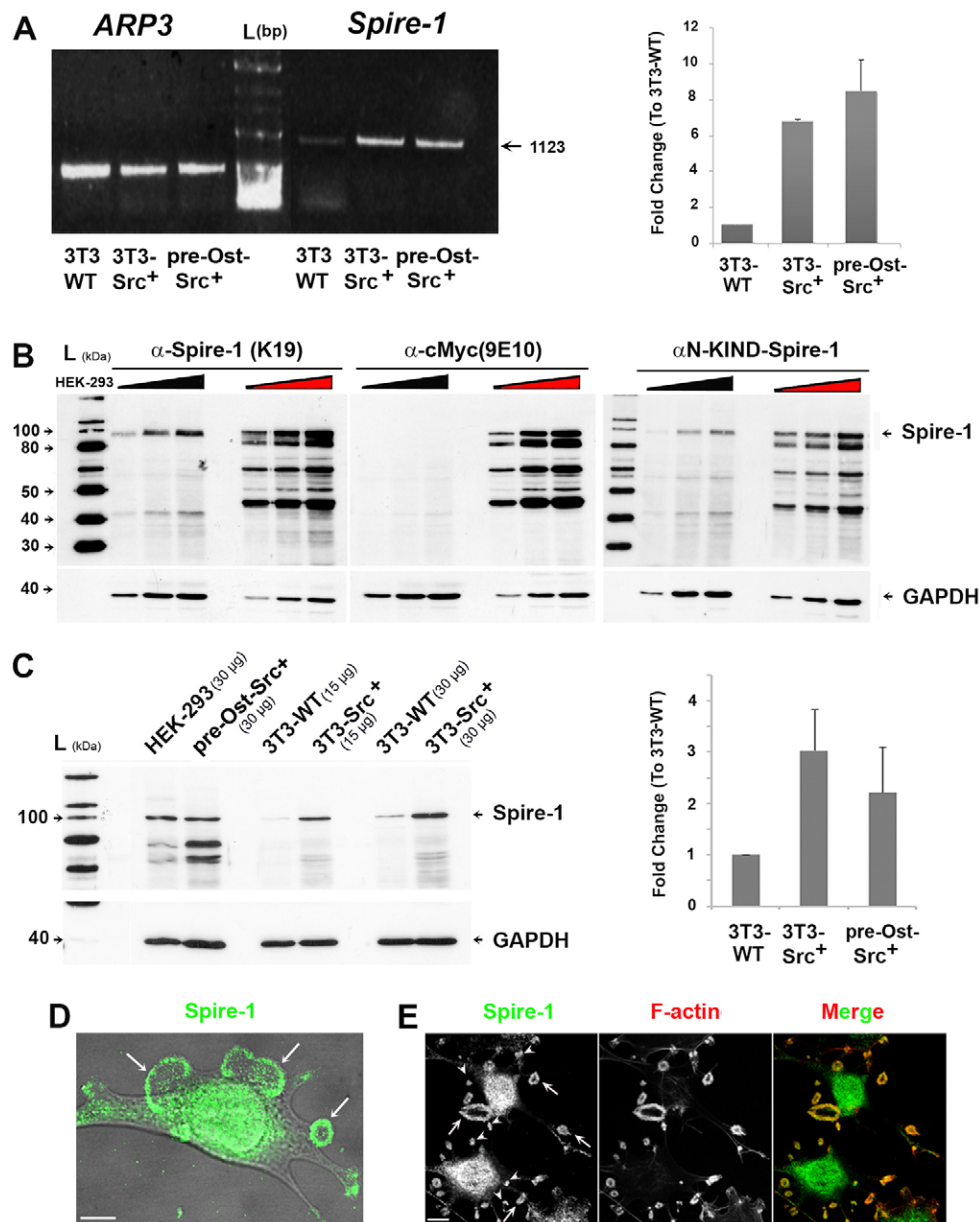 A
ARP3
L(bp)
Spire-1
← 1123
3T3 WT
3T3-Src+
pre-Ost-Src+
3T3 WT
3T3-Src+
pre-Ost-Src+
Fold Change (To 3T3-WT)
12
10
8
6
4
2
0
3T3-WT
3T3-Src+
pre-Ost-Src+
B
L (kDa)
α-Spire-1 (K19)
α-cMyc(9E10)
αN-KIND-Spire-1
HEK-293
100
80
50
40
30
40
Spire-1
GAPDH
C
L (kDa)
HEK-293 (30 µg)
pre-Ost-Src+ (30 µg)
3T3-WT (15 µg)
3T3-Src+ (15 µg)
3T3-WT (30 µg)
3T3-Src+ (30 µg)
100
Spire-1
40
GAPDH
Fold Change (To 3T3-WT)
5
4
3
2
1
0
3T3-WT
3T3-Src+
pre-Ost-Src+
D
Spire-1
E
Spire-1
F-actin
Merge